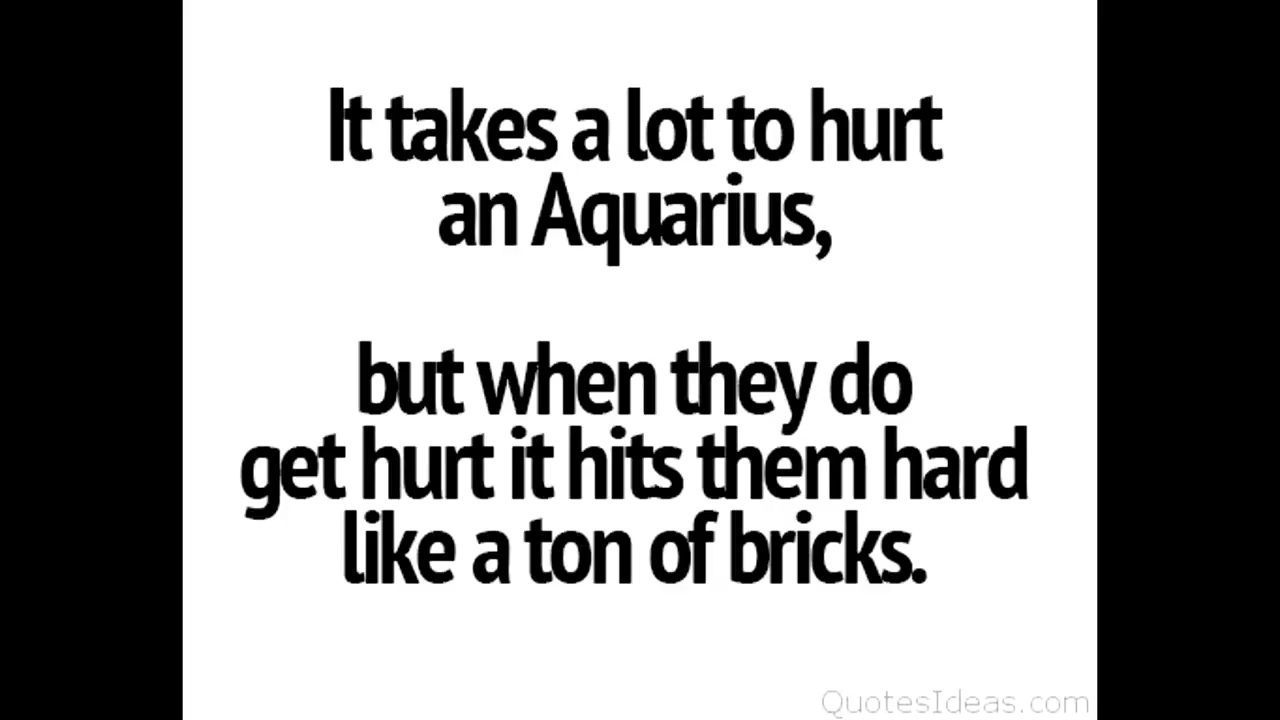 It takes a lot to hurt
an Aquarius,
but when they do
get hurt it hits them hard
like a ton of bricks.
QuotesIdeas.com